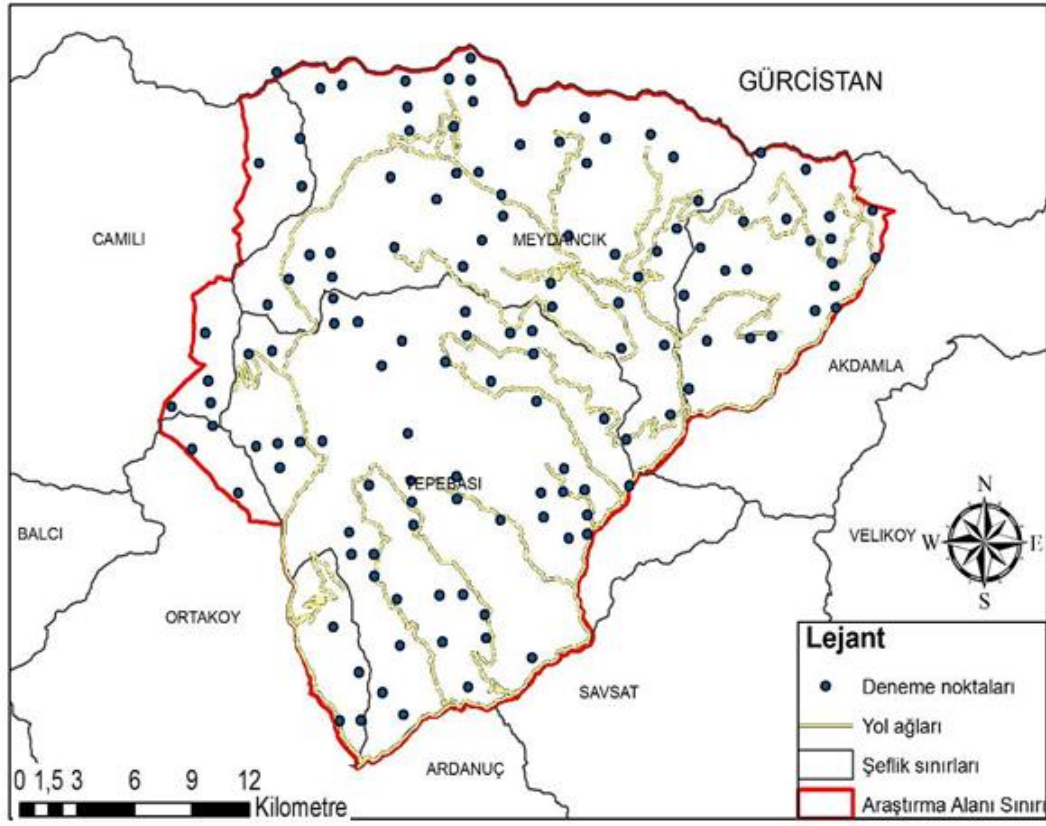 GÜRCİSTAN
CAMILI
MEYDANCIK
AKDAMLA
TEPEBASI
BALCI
VELIKOY
N
W E
S
ORTAKOY
SAVSAT
ARDANUÇ
Lejant
Deneme noktaları
Yol ağları
Şeflik sınırları
Araştırma Alanı Sınırı
0 1,5 3 6 9 12
Kilometre